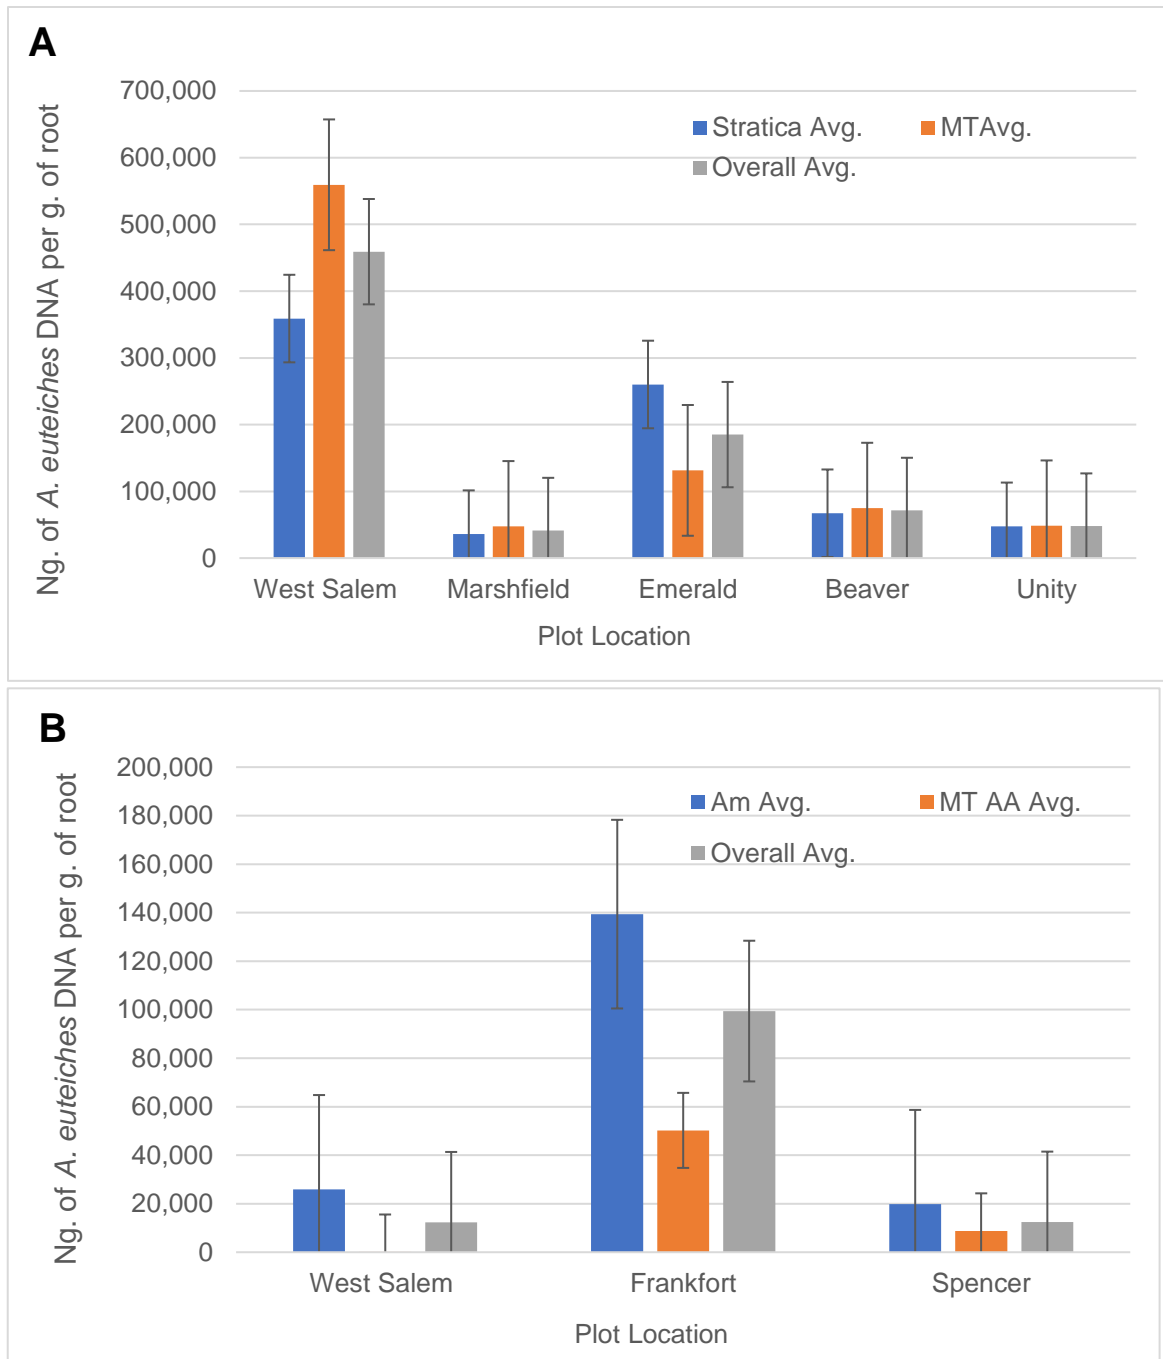 A
Ng. of A. euteiches DNA per g. of root
700,000
600,000
500,000
400,000
300,000
200,000
100,000
0
Stratica Avg.
MTAvg.
Overall Avg.
West Salem
Marshfield
Emerald
Beaver
Unity
Plot Location
B
Ng. of A. euteiches DNA per g. of root
200,000
180,000
160,000
140,000
120,000
100,000
80,000
60,000
40,000
20,000
0
Am Avg.
MT AA Avg.
Overall Avg.
West Salem
Frankfort
Spencer
Plot Location